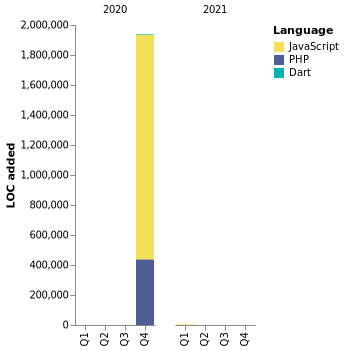 2020 2021
Language
JavaScript
PHP
Dart
LOC added
2,000,000
1,800,000
1,600,000
1,400,000
1,200,000
1,000,000
800,000
600,000
400,000
200,000
0
Q1 Q2 Q3 Q4 Q1 Q2 Q3 Q4